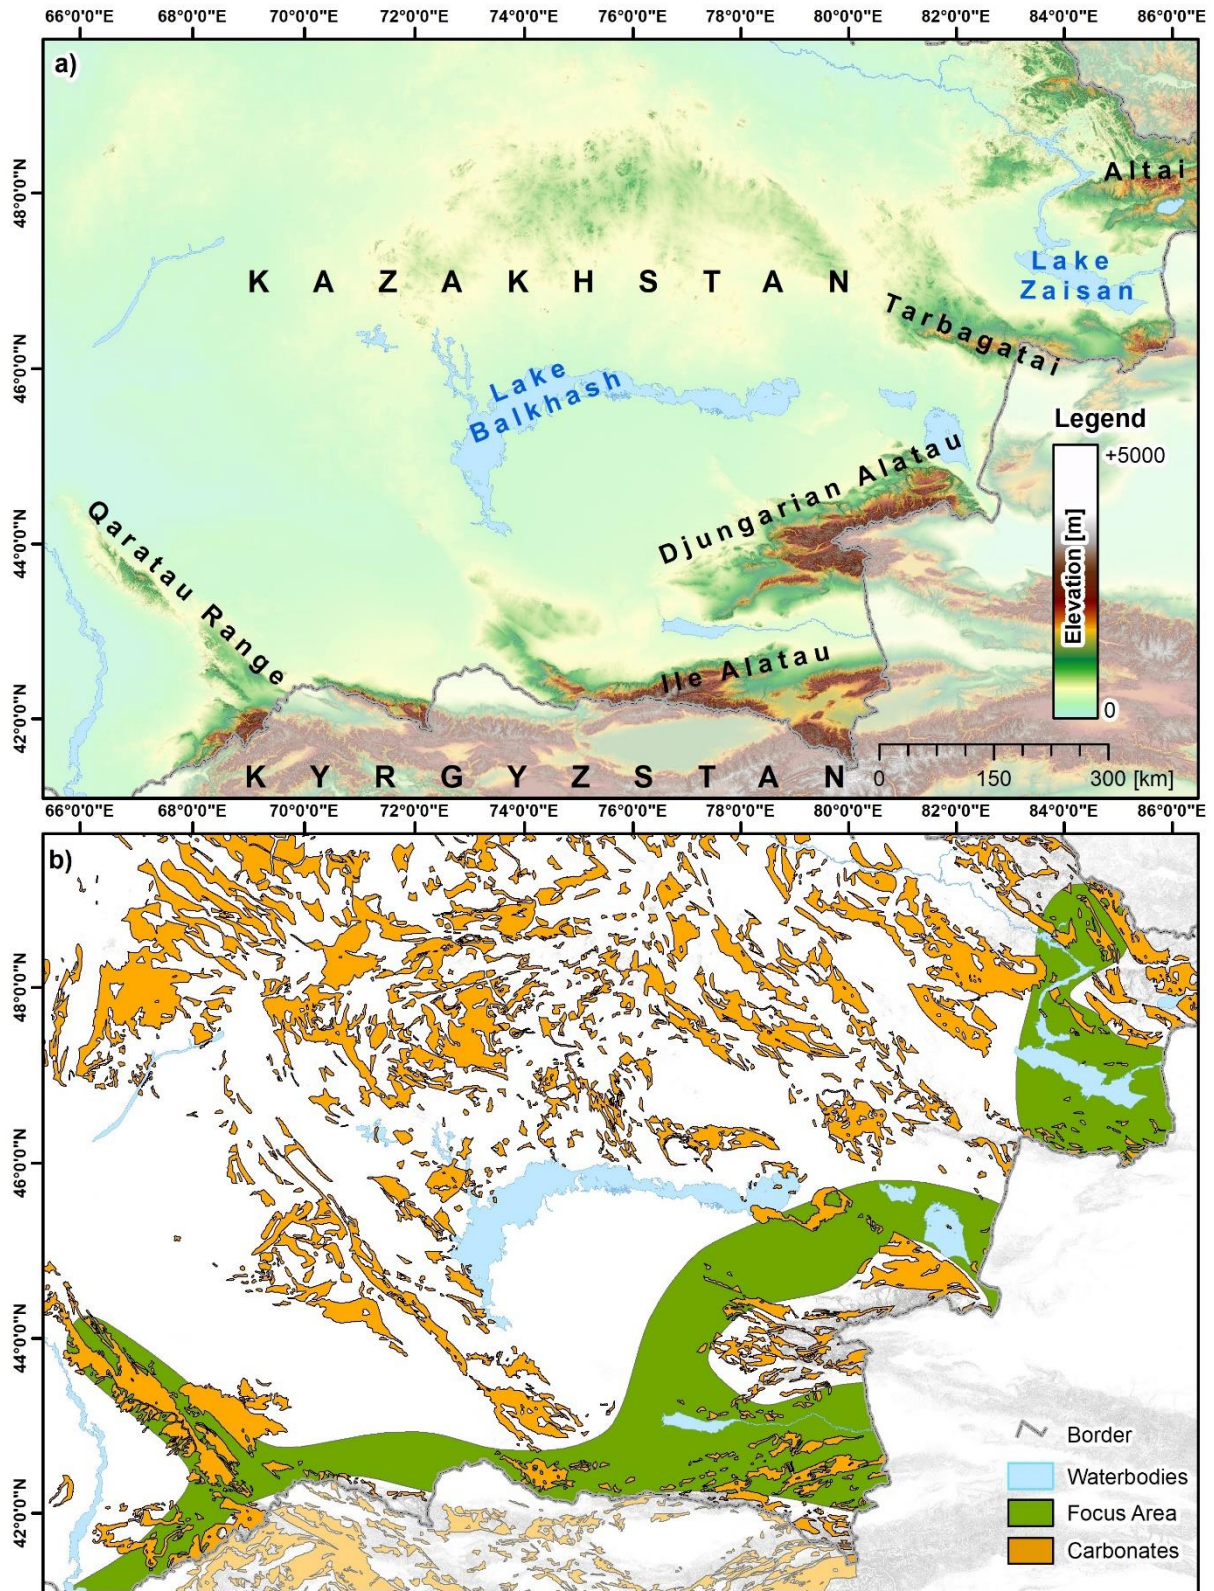 66°0'0"E 68°0'0"E 70°0'0"E 72°0'0"E 74°0'0"E 76°0'0"E 78°0'0"E 80°0'0"E 82°0'0"E 84°0'0"E 86°0'0"E
a)
48°0'0"N
Altai
KAZAKHSTAN
Lake
Zaisan
Tarbagatai
46°0'0"N
Lake
Balkhash
Legend
+5000
Elevation [m]
0
Djungarian Alatau
44°0'0"N
Qaratau Range
Ile Alatau
42°0'0"N
KYRGYZSTAN
0 150 300 [km]
66°0'0"E 68°0'0"E 70°0'0"E 72°0'0"E 74°0'0"E 76°0'0"E 78°0'0"E 80°0'0"E 82°0'0"E 84°0'0"E 86°0'0"E
b)
48°0'0"N
46°0'0"N
44°0'0"N
42°0'0"N
Border
Waterbodies
Focus Area
Carbonates